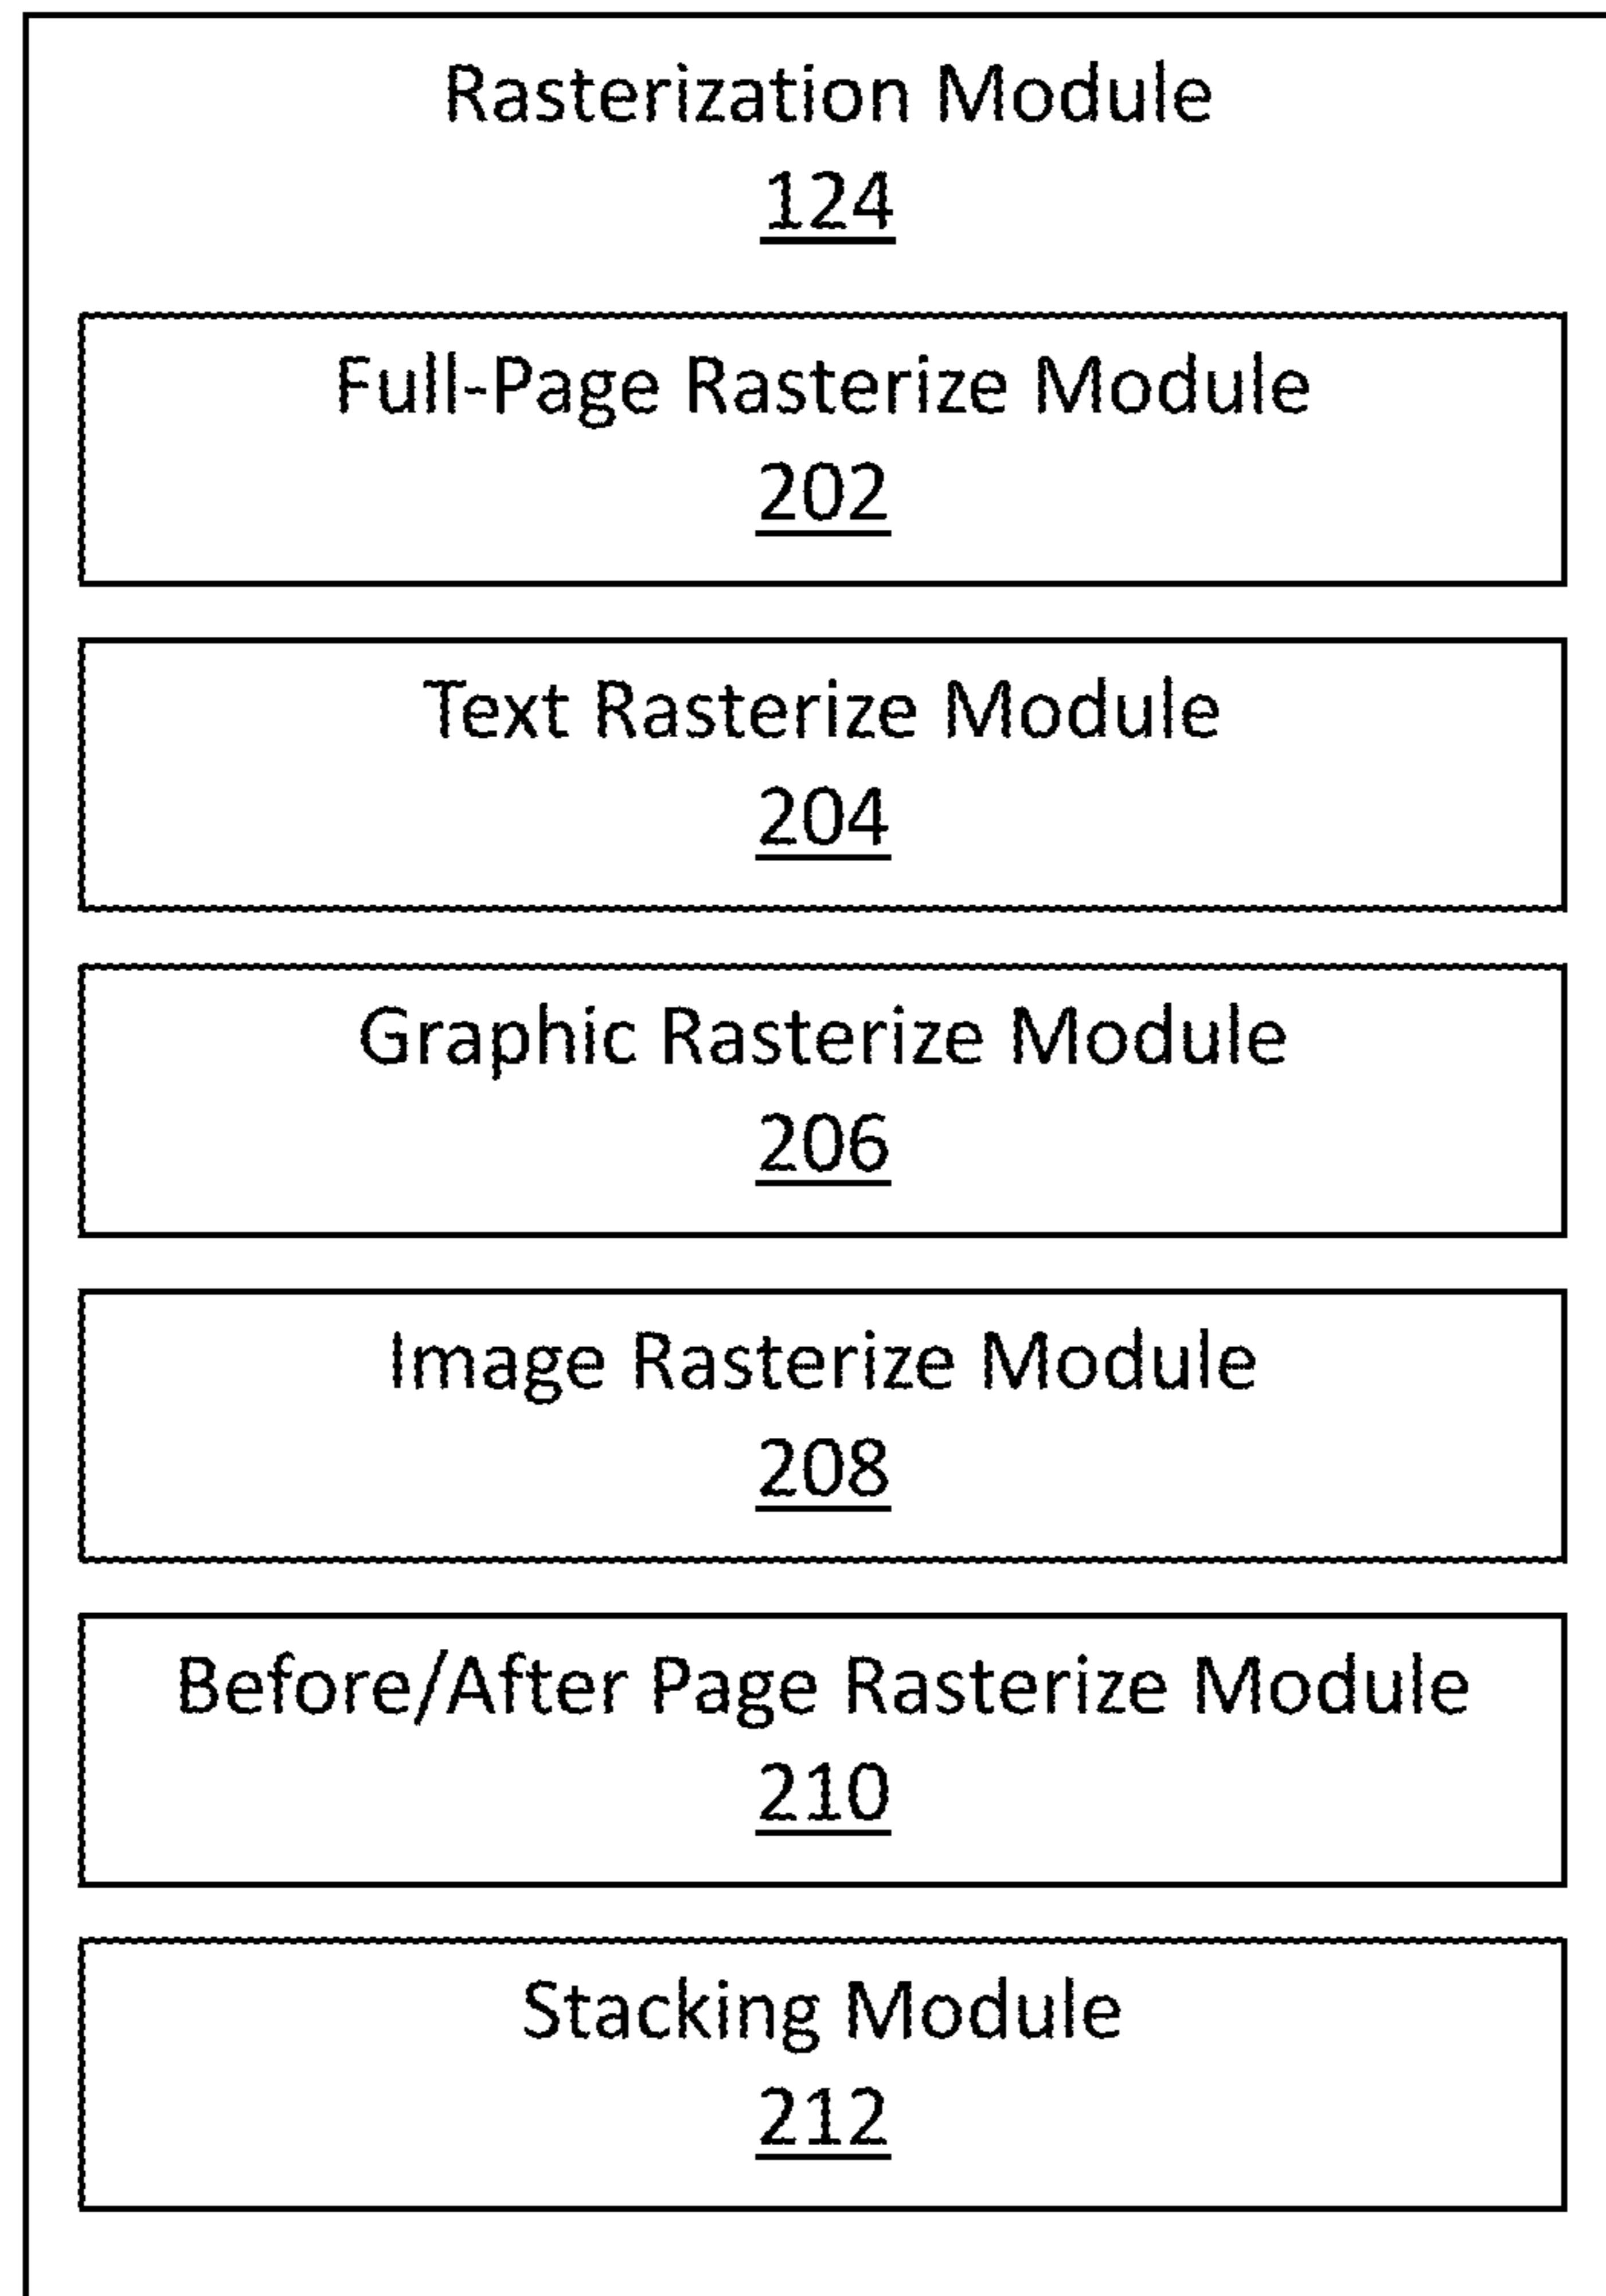 Rasterization Module
124
Full-Page Rasterize Module
202
Text Rasterize Module
204
Graphic Rasterize Module
206
Image Rasterize Module
208
Before/After Page Rasterize Module
210
Stacking Module
212